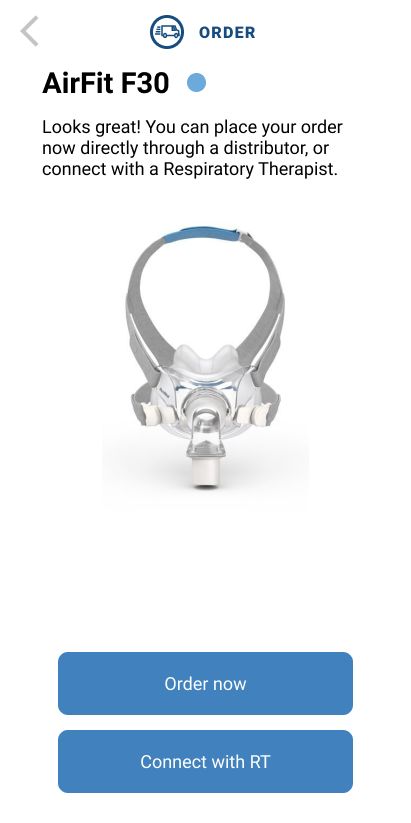 ORDER
AirFit F30
Looks great! You can place your order
now directly through a distributor, or
connect with a Respiratory Therapist.
Order now
Connect with RT